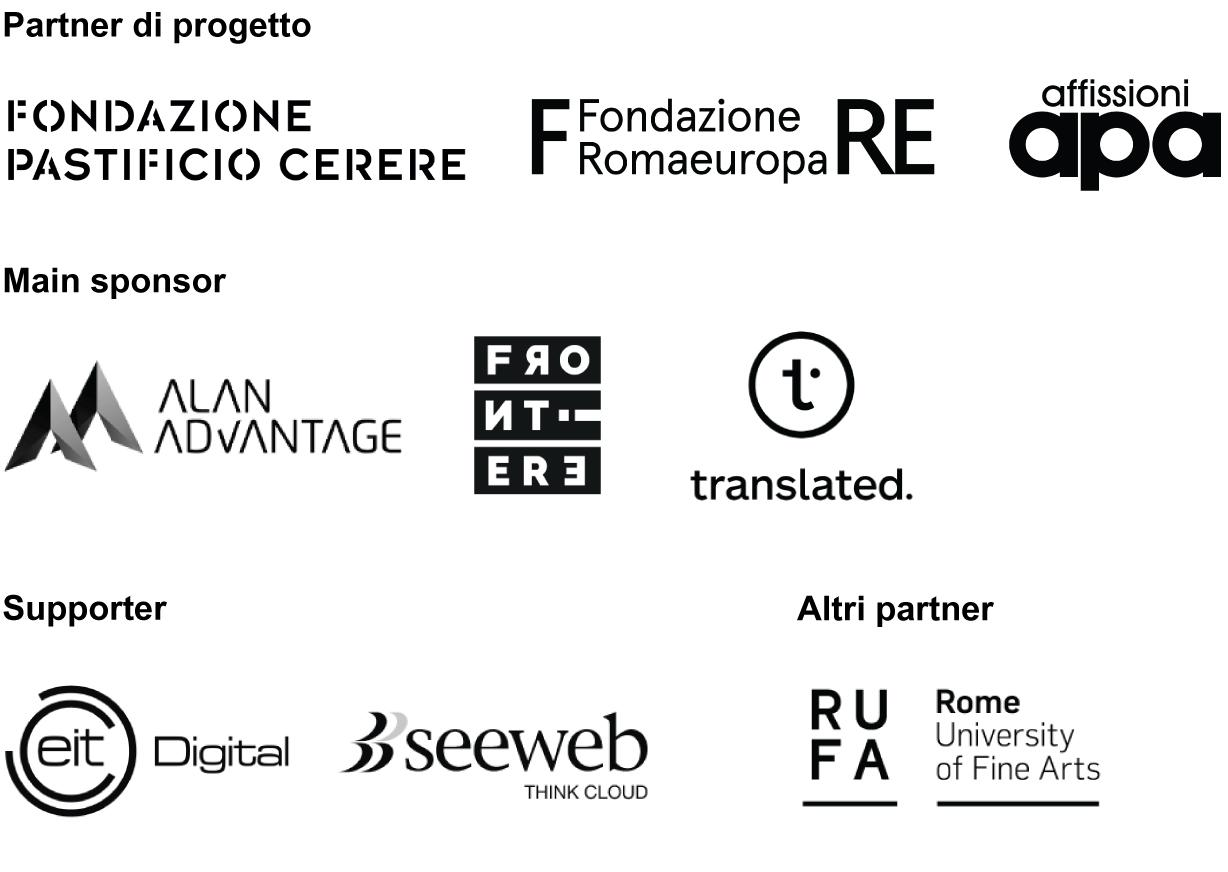 Partner di progetto
FONDAZIONE
PASTIFICIO CERERE
F Fondazione
Romaeuropa RE
affissioni
apa
Main sponsor
ALAN
ADVANTAGE
FRO
NTI
ERE
t
translated.
Supporter
Altri partner
eit Digital
seeweb
THINK CLOUD
RU
FA
Rome
University
of Fine Arts